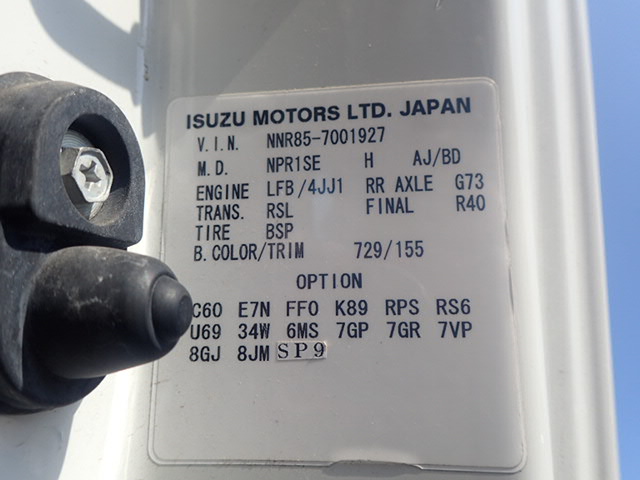 ISUZU MOTORS LTD. JAPAN
V.I.N. NNR85-7001927
M.D. NPR1SE H AJ/BD
ENGINE LFB/4JJ1 RR AXLE G73
TRANS. RSL FINAL R40
TIRE BSP
B.COLOR/TRIM 729/155
OPTION
C60 E7N FF0 K89 RPS RS6
U69 34W 6MS 7GP 7GR 7VP
8GJ 8JM SP9